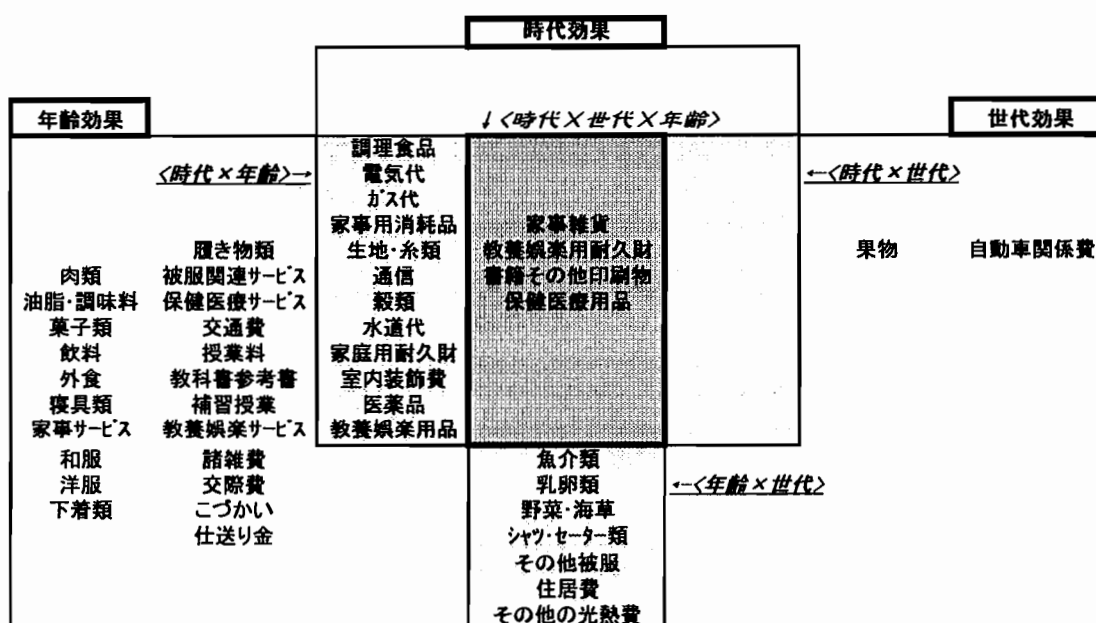 時代効果
年齢効果
↓<時代×世代×年齢>
世代効果
<時代×年齢>→
←<時代×世代>
肉類
油脂・調味料
菓子類
飲料
外食
寝具類
家事サービス
和服
洋服
下着類
履き物類
被服関連サービス
保健医療サービス
交通費
授業料
教科書参考書
補習授業
教養娯楽サービス
諸雑費
交際費
こづかい
仕送り金
調理食品
電気代
ガス代
家事用消耗品
生地・糸類
通信
穀類
水道代
家庭用耐久財
室内装飾費
医薬品
教養娯楽用品
家事雑貨
教養娯楽用耐久財
書籍その他印刷物
保健医療用品
果物
自動車関係費
←<年齢×世代>
魚介類
乳卵類
野菜・海草
シャツ・セーター類
その他被服
住居費
その他の光熱費